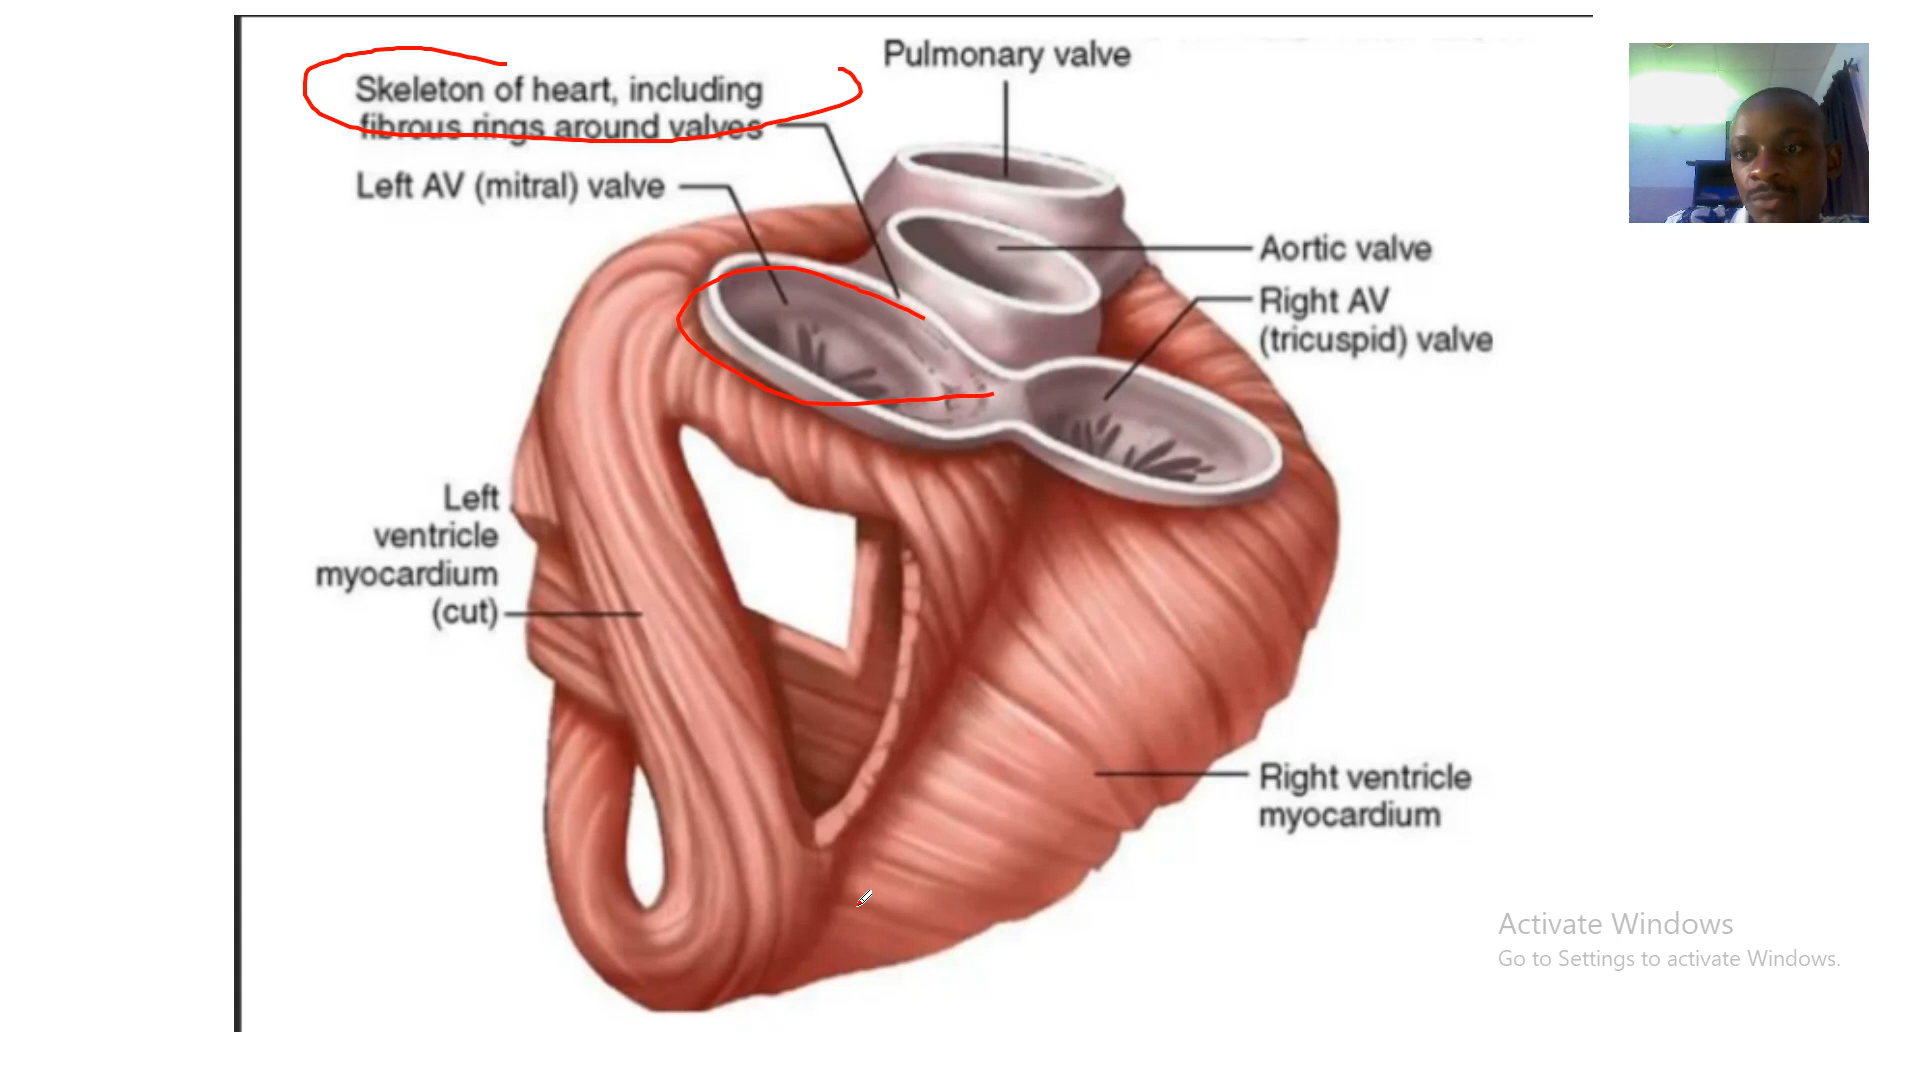 Pulmonary valve
Skeleton of heart, including
fibrous rings around valves
Left AV (mitral) valve
Aortic valve
Right AV
(tricuspid) valve
Left
ventricle
myocardium
(cut)
Right ventricle
myocardium
Activate Windows
Go to Settings to activate Windows.